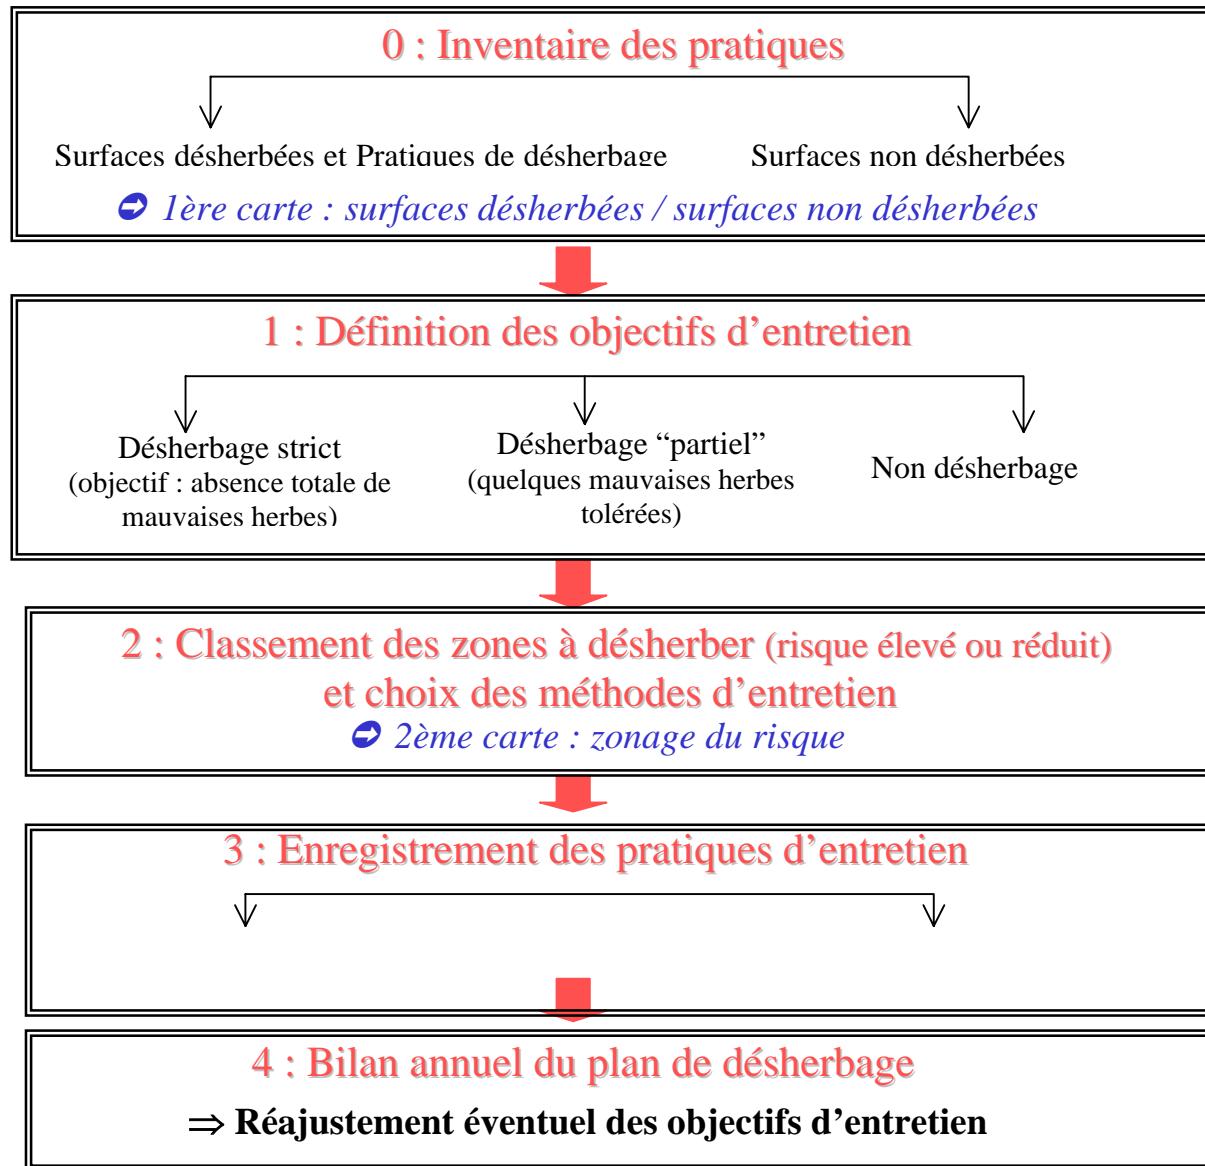 0 : Inventaire des pratiques
Surfaces désherbées et Pratiques de désherbage
Surfaces non désherbées
➲ 1ère carte : surfaces désherbées / surfaces non désherbées
1 : Définition des objectifs d’entretien
Désherbage strict
(objectif : absence totale de
mauvaises herbes)
Désherbage “partiel”
(quelques mauvaises herbes
tolérées)
Non désherbage
2 : Classement des zones à désherber (risque élevé ou réduit)
et choix des méthodes d’entretien
➲ 2ème carte : zonage du risque
3 : Enregistrement des pratiques d’entretien
4 : Bilan annuel du plan de désherbage
⇒ Réajustement éventuel des objectifs d’entretien